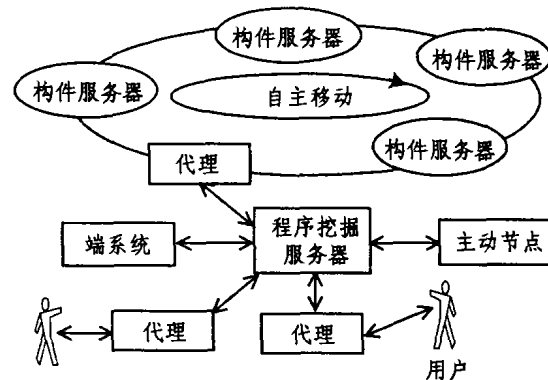 构件服务器
构件服务器
构件服务器
自主移动
构件服务器
代理
端系统
程序挖掘
服务器
主动节点
代理
代理
用户